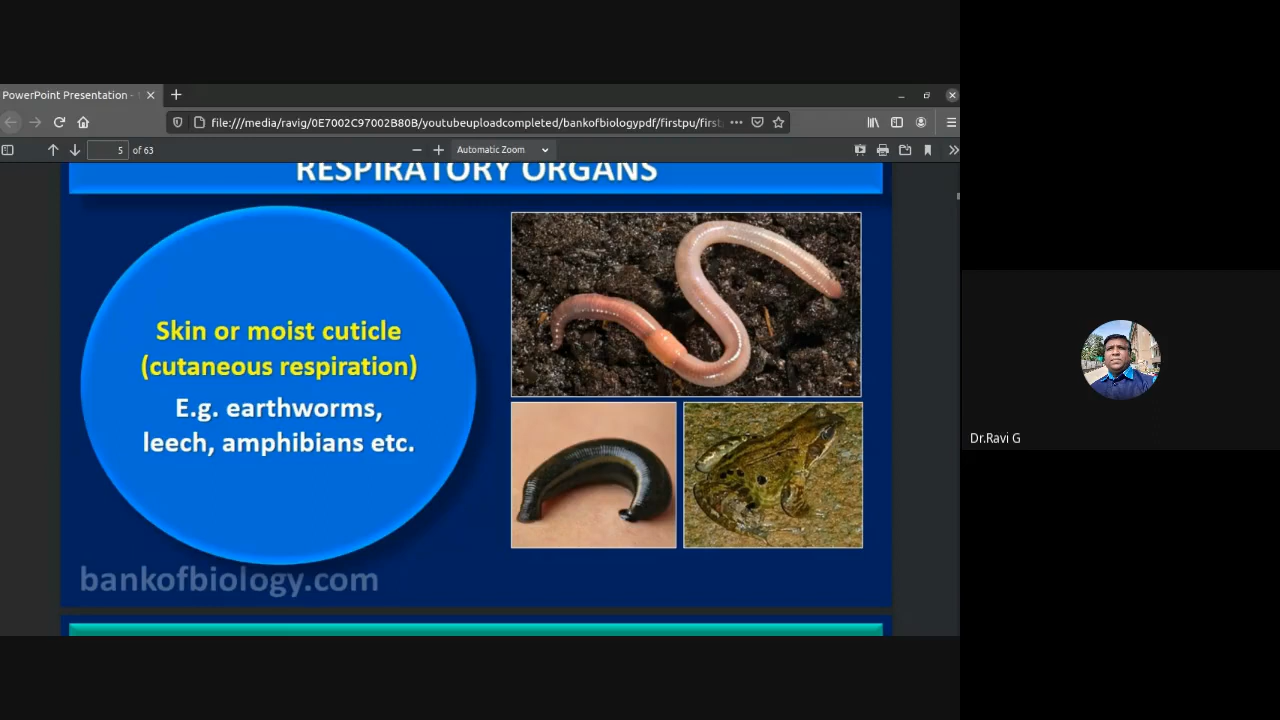 PowerPoint Presentation -
file:///media/ravig/0E7002C97002B80B/youtubeuploadcompleted/bankofbiologypdf/firstpu/first
5 of 63
Automatic Zoom
RESPIRATORY ORGANS
Skin or moist cuticle
(cutaneous respiration)
E.g. earthworms,
leech, amphibians etc.
bankofbiology.com
Dr.Ravi G